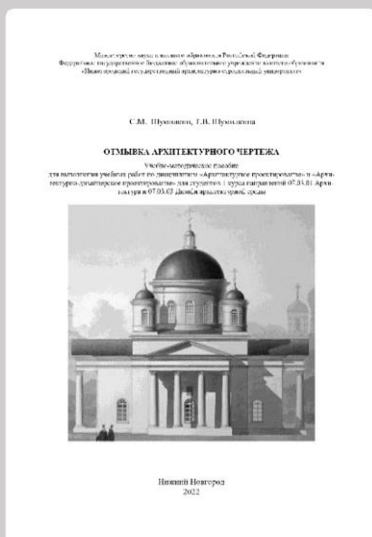 Министерство науки и высшего образования Российской Федерации
Федеральное государственное бюджетное образовательное учреждение высшего образования
«Нижегородский государственный архитектурно-строительный университет»
С.М. Шумилкин, Т.В. Шумилкина
ОТМЫВКА АРХИТЕКТУРНОГО ЧЕРТЕЖА
Учебно-методическое пособие
для выполнения учебных работ по дисциплинам «Архитектурное проектирование» и «Архи-
тектурно-дизайнерское проектирование» для студентов 1 курса направлений 07.03.01 Архи-
тектура и 07.03.03 Дизайн архитектурной среды
Нижний Новгород
2022